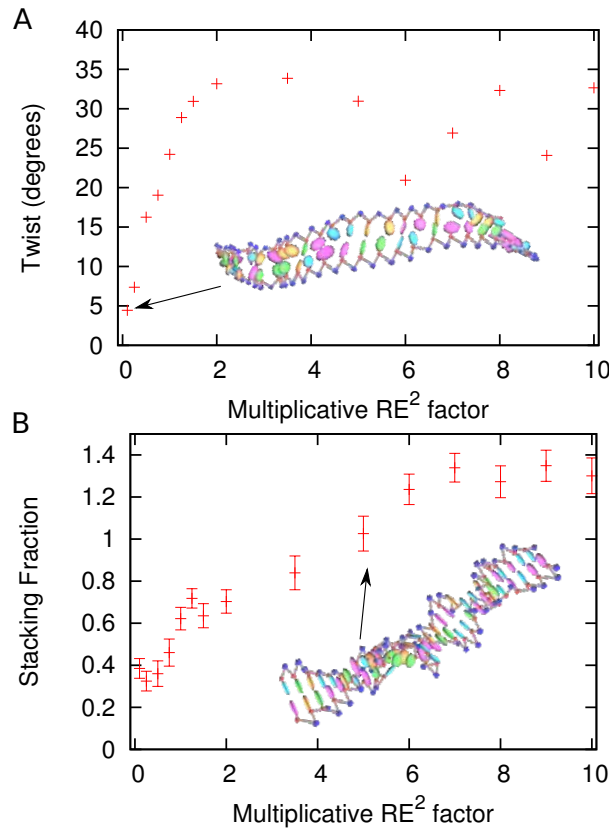 A
40
35
30
25
20
15
10
5
0
Twist (degrees)
0 2 4 6 8 10
Multiplicative RE² factor
B
1.4
1.2
1
0.8
0.6
0.4
0.2
0
Stacking Fraction
0 2 4 6 8 10
Multiplicative RE² factor